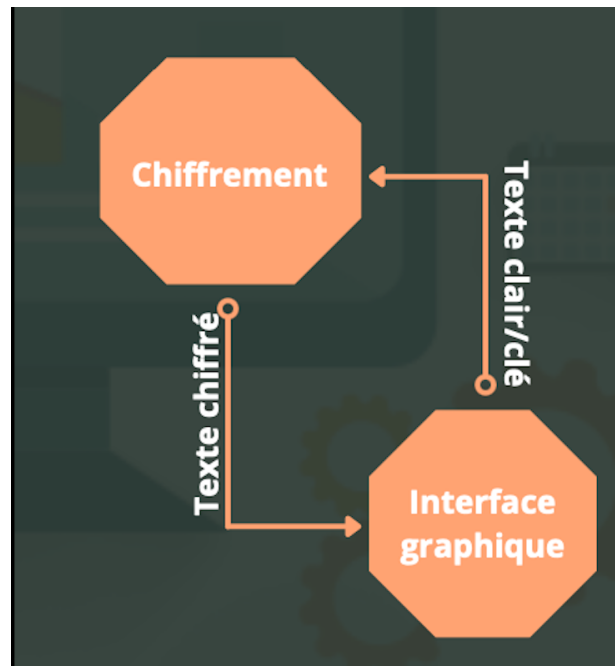 Chiffrement
Texte clair/clé
Texte chiffré
Interface
graphique